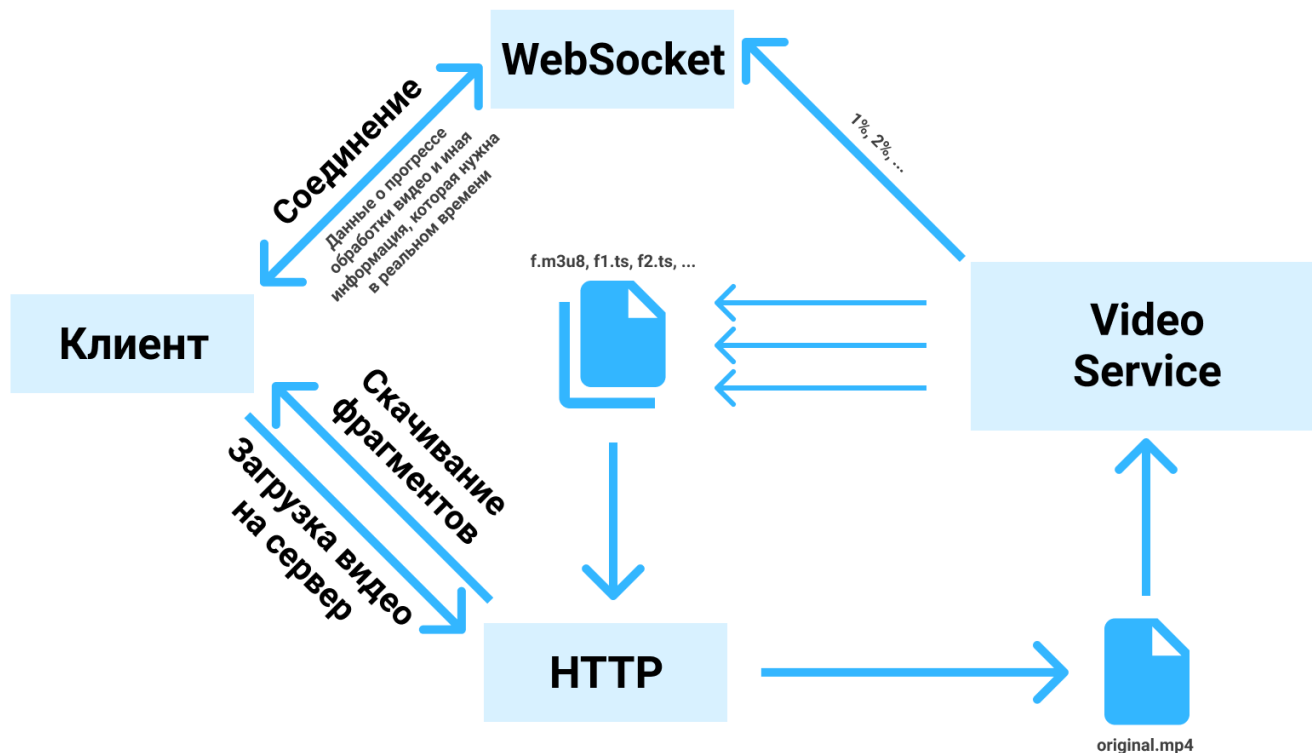 WebSocket
Соединение
Данные о прогрессе
обработки видео и иная
информация, которая нужна
в реальном времени
1%, 2%, ...
f.m3u8, f1.ts, f2.ts, ...
Клиент
Video
Service
Скачивание
фрагментов
Загрузка видео
на сервер
HTTP
original.mp4